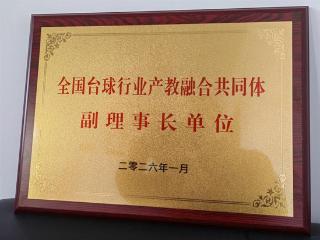 全国台球行业产教融合共同体
副理事长单位
二零二六年一月